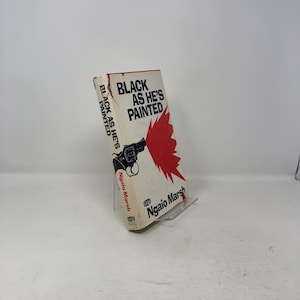 BLACK
AS HE'S
PAINTED
Ngaio Marsh
BLACK AS HE'S
PAINTED
Ngaio Marsh